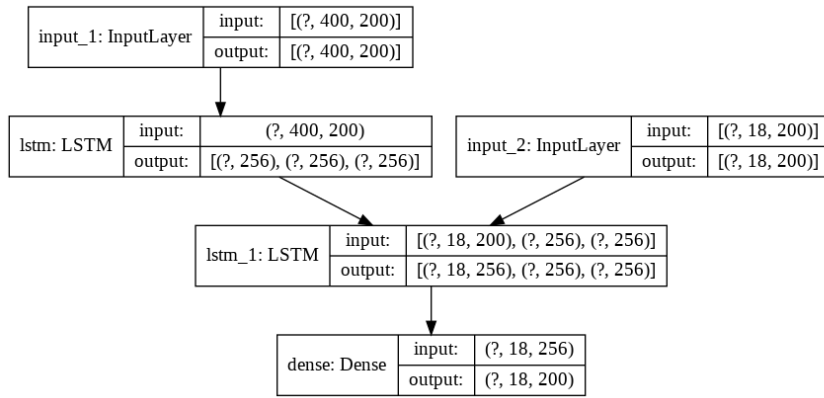 input_1: InputLayer
input: [(?, 400, 200)]
output: [(?, 400, 200)]
lstm: LSTM
input: (?, 400, 200)
output: [(?, 256), (?, 256), (?, 256)]
input_2: InputLayer
input: [(?, 18, 200)]
output: [(?, 18, 200)]
lstm_1: LSTM
input: [(?, 18, 200), (?, 256), (?, 256)]
output: [(?, 18, 256), (?, 256), (?, 256)]
dense: Dense
input: (?, 18, 256)
output: (?, 18, 200)